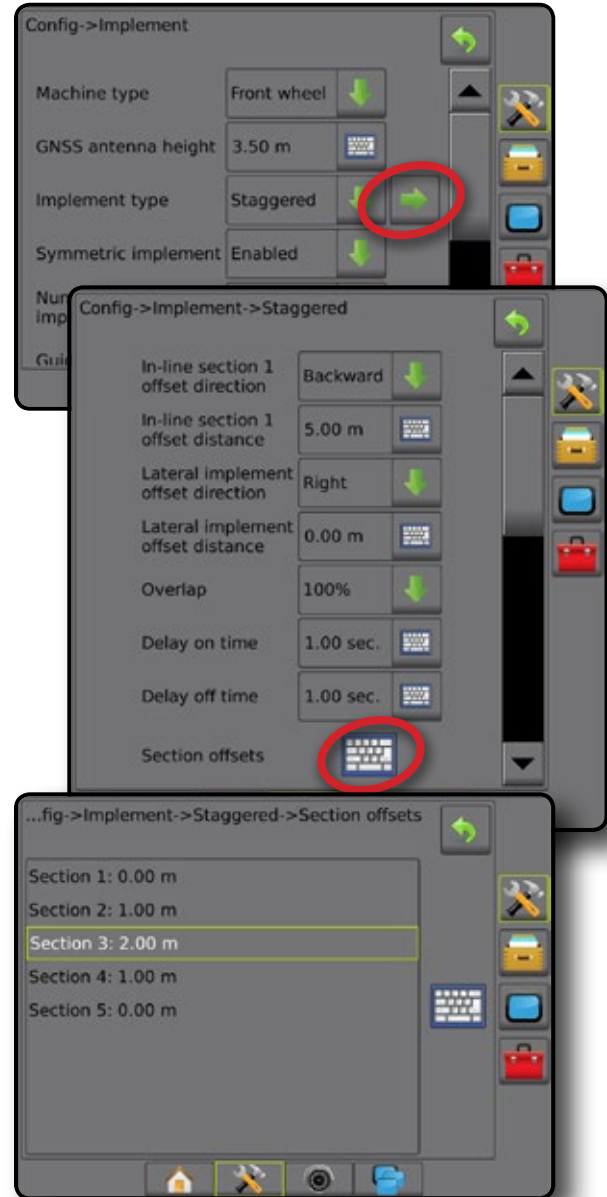 Config->Implement
Machine type Front wheel
GNSS antenna height 3.50 m
Implement type Staggered
Symmetric implement Enabled
Config->Implement->Staggered
In-line section 1
offset direction
Backward
In-line section 1
offset distance
5.00 m
Lateral implement
offset direction
Right
Lateral implement
offset distance
0.00 m
Overlap 100%
Delay on time 1.00 sec.
Delay off time 1.00 sec.
Section offsets
...fig->Implement->Staggered->Section offsets
Section 1: 0.00 m
Section 2: 1.00 m
Section 3: 2.00 m
Section 4: 1.00 m
Section 5: 0.00 m